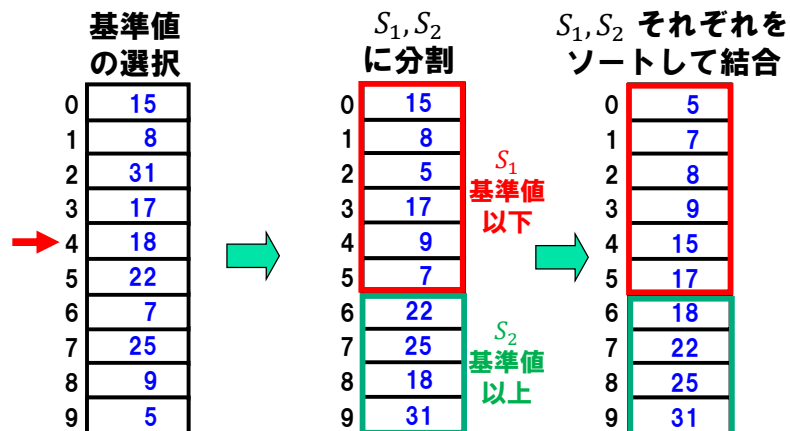 基準値
の選択
0 15
1 8
2 31
3 17
4 18
5 22
6 7
7 25
8 9
9 5
S₁, S₂
に分割
0 15
1 8
2 5
3 17
4 9
5 7
6 22
7 25
8 18
9 31
S₁
基準値
以下
S₂
基準値
以上
S₁, S₂ それぞれを
ソートして結合
0 5
1 7
2 8
3 9
4 15
5 17
6 18
7 22
8 25
9 31